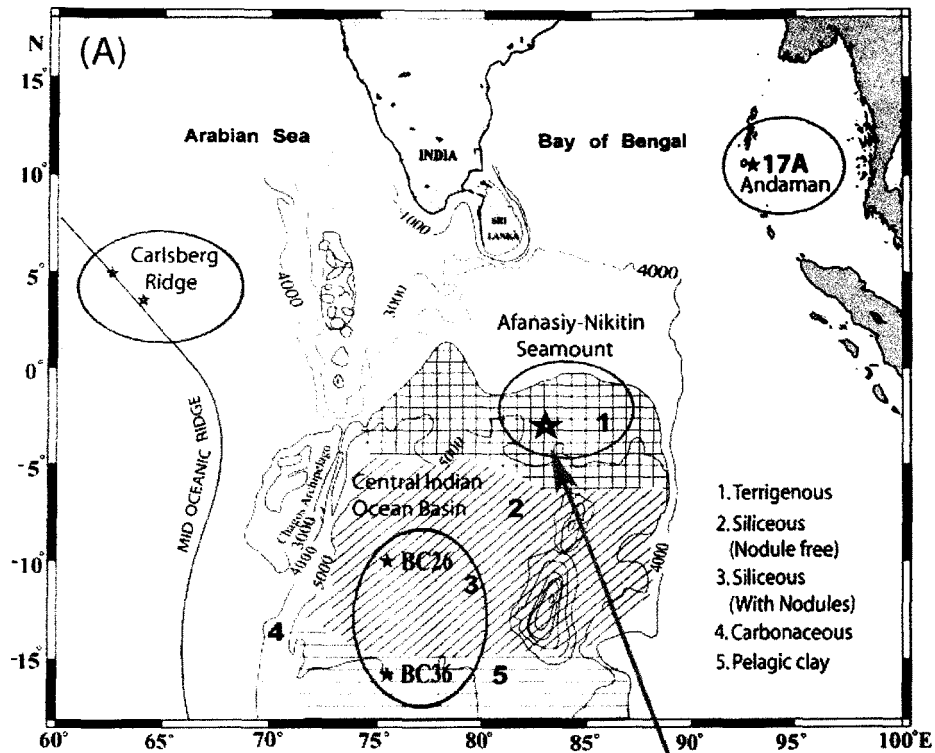 N
(A)
15°
10°
5°
0°
-5°
-10°
-15°
Arabian Sea
INDIA
Bay of Bengal
17A
Andaman
SRI
LANKA
1000
Carlsberg
Ridge
4000
3000
4000
Afanasiy-Nikitin
Seamount
1
MID OCEANIC RIDGE
5000
Chagos Archipelago
3000
4000
5000
Central Indian
Ocean Basin
2
BC26
3
4000
4
BC36
5
1. Terrigenous
2. Siliceous
(Nodule free)
3. Siliceous
(With Nodules)
4. Carbonaceous
5. Pelagic clay
60° 65° 70° 75° 80° 85° 90° 95° 100°E